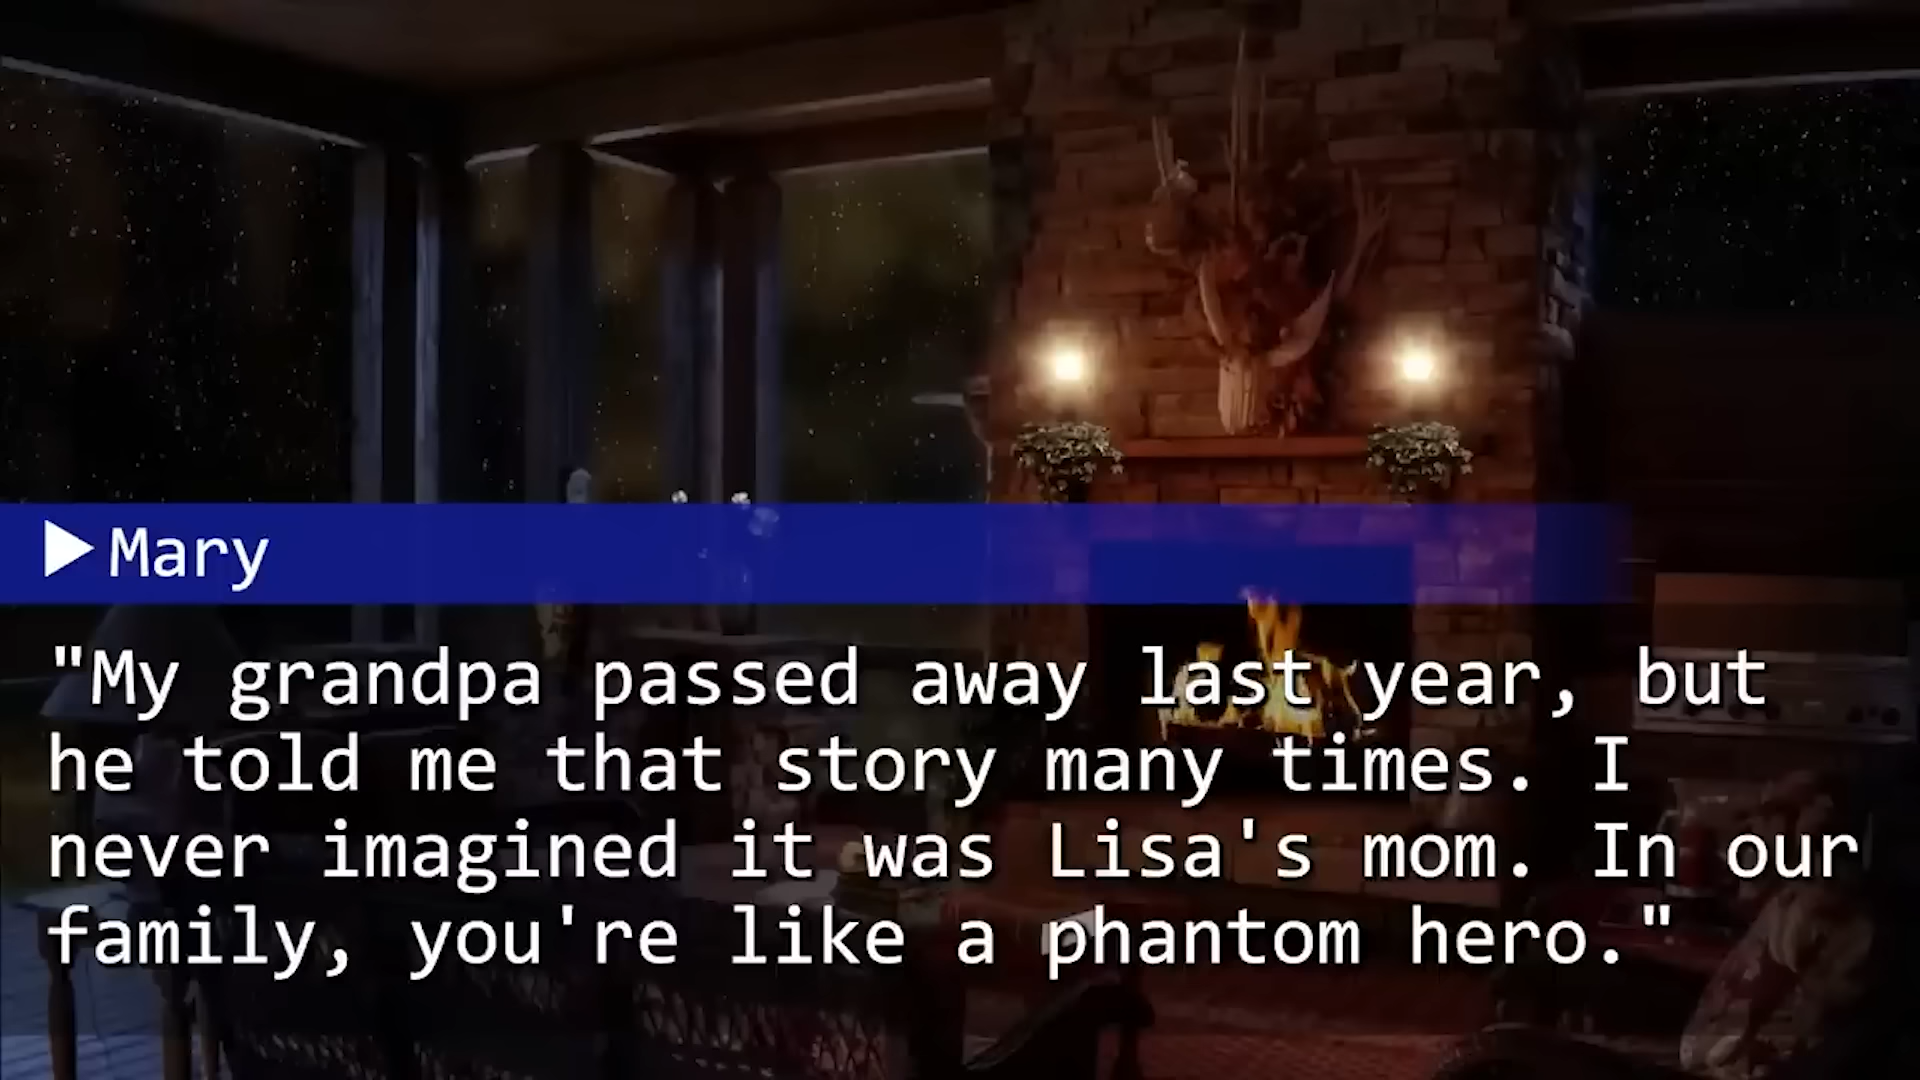 Mary
"My grandpa passed away last year, but
he told me that story many times. I
never imagined it was Lisa's mom. In our
family, you're like a phantom hero."